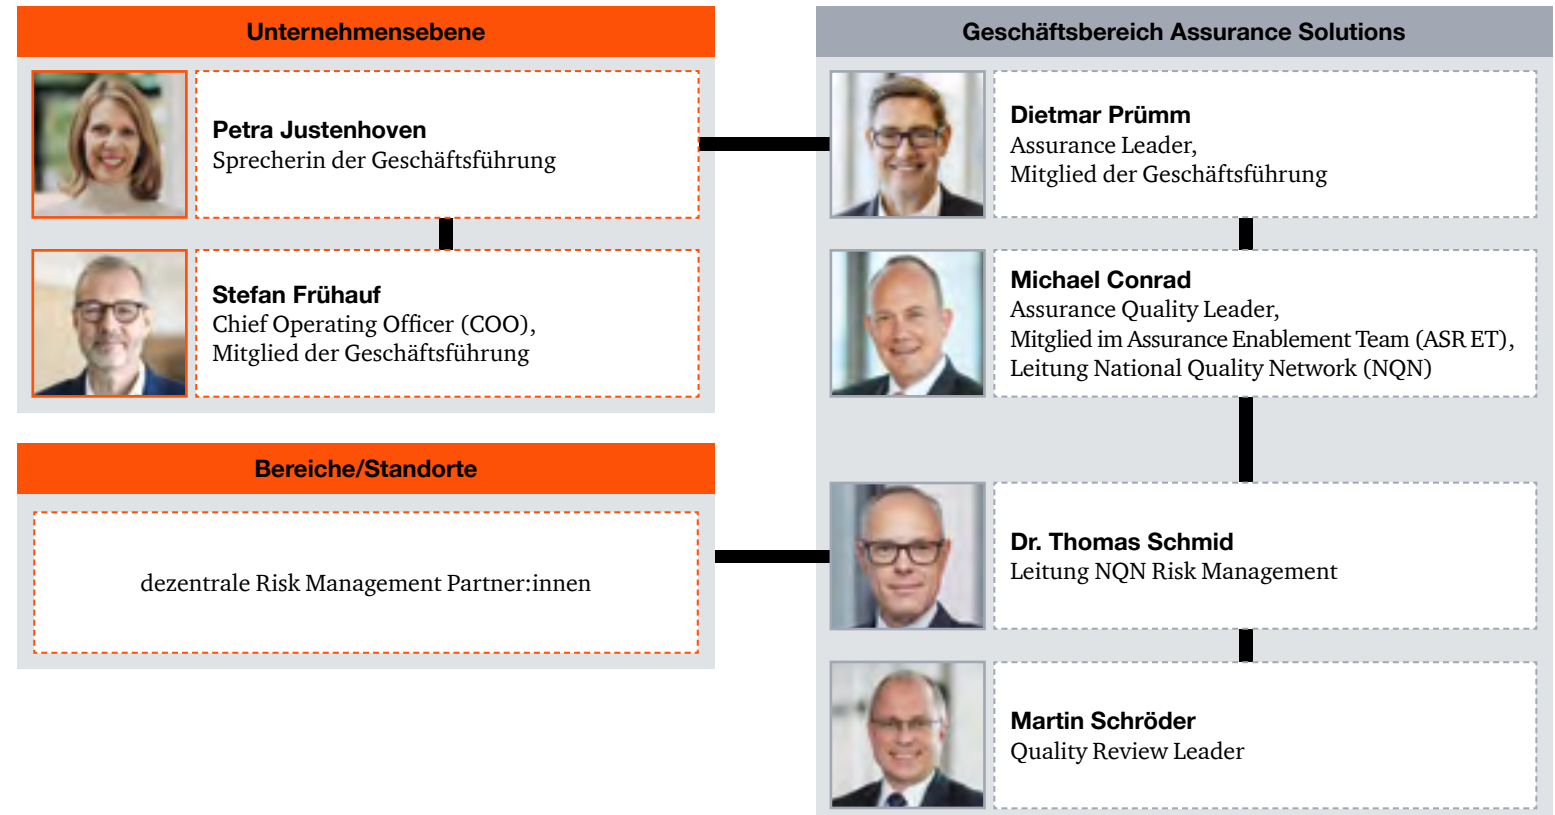 Unternehmensebene
Petra Justenhoven
Sprecherin der Geschäftsführung
Stefan Frühauf
Chief Operating Officer (COO),
Mitglied der Geschäftsführung
Bereiche/Standorte
dezentrale Risk Management Partner:innen
Geschäftsbereich Assurance Solutions
Dietmar Prümm
Assurance Leader,
Mitglied der Geschäftsführung
Michael Conrad
Assurance Quality Leader,
Mitglied im Assurance Enablement Team (ASR ET),
Leitung National Quality Network (NQN)
Dr. Thomas Schmid
Leitung NQN Risk Management
Martin Schröder
Quality Review Leader